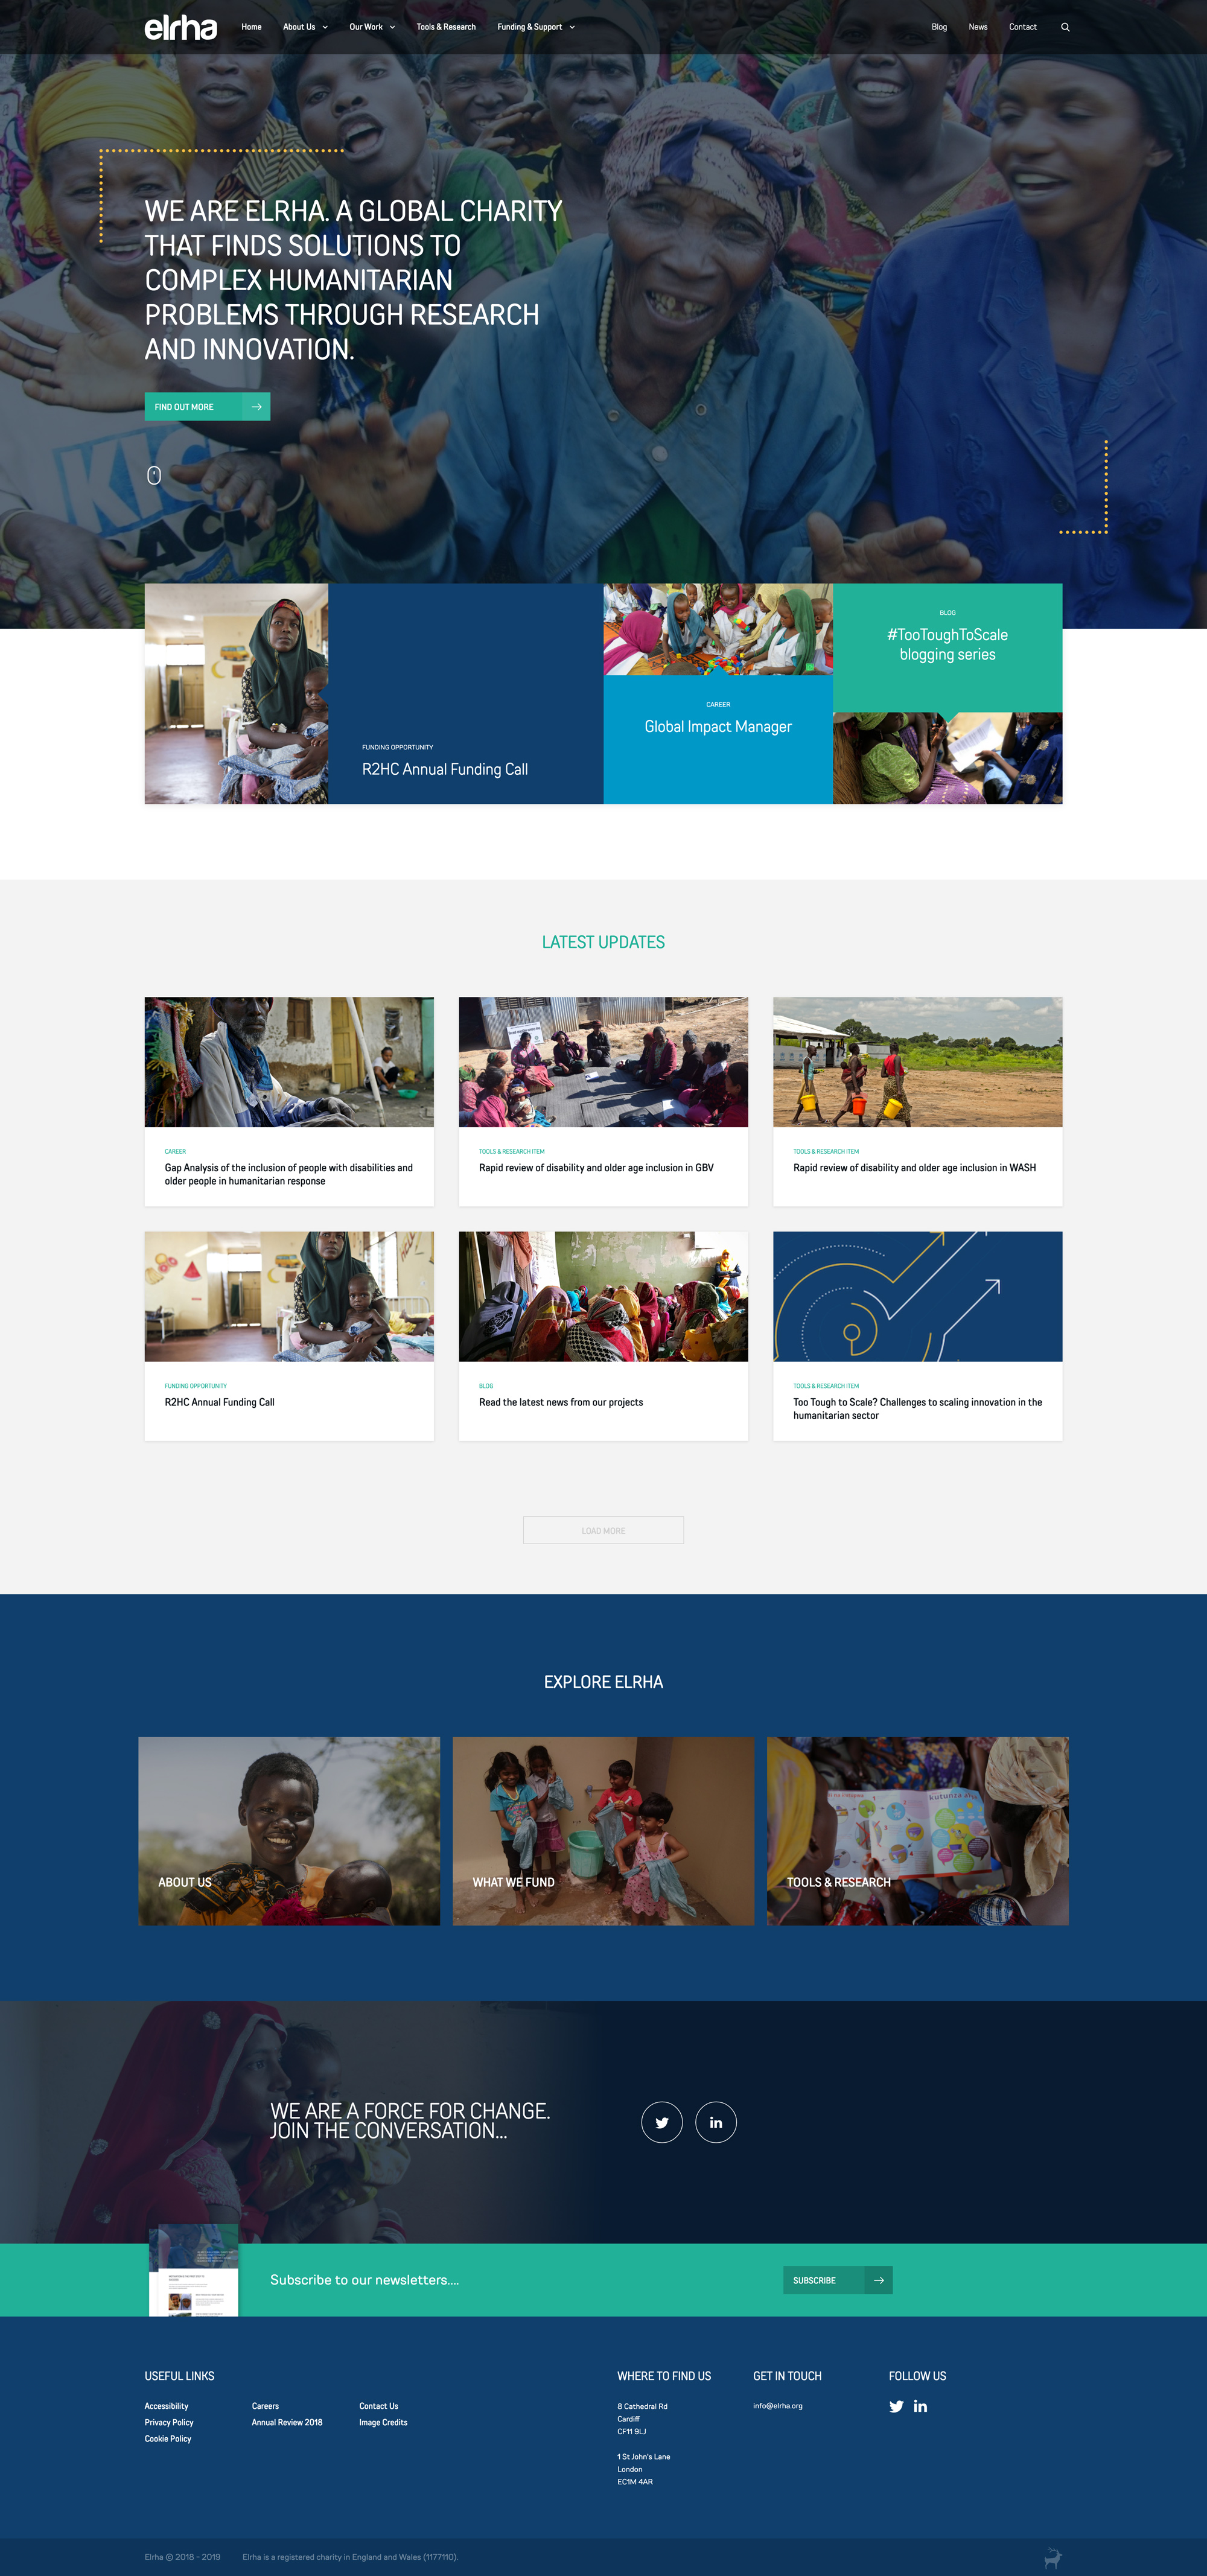 elrha
Home
About Us
Our Work
Tools & Research
Funding & Support
Blog
News
Contact
WE ARE ELRHA. A GLOBAL CHARITY
THAT FINDS SOLUTIONS TO
COMPLEX HUMANITARIAN
PROBLEMS THROUGH RESEARCH
AND INNOVATION.
FIND OUT MORE
FUNDING OPPORTUNITY
R2HC Annual Funding Call
CAREER
Global Impact Manager
BLOG
#TooToughToScale
blogging series
LATEST UPDATES
CAREER
Gap Analysis of the inclusion of people with disabilities and
older people in humanitarian response
TOOLS & RESEARCH ITEM
Rapid review of disability and older age inclusion in GBV
TOOLS & RESEARCH ITEM
Rapid review of disability and older age inclusion in WASH
FUNDING OPPORTUNITY
R2HC Annual Funding Call
BLOG
Read the latest news from our projects
TOOLS & RESEARCH ITEM
Too Tough to Scale? Challenges to scaling innovation in the
humanitarian sector
LOAD MORE
EXPLORE ELRHA
ABOUT US
WHAT WE FUND
kutunza
TOOLS & RESEARCH
WE ARE A FORCE FOR CHANGE.
JOIN THE CONVERSATION...
Subscribe to our newsletters....
SUBSCRIBE
USEFUL LINKS
Accessibility
Privacy Policy
Cookie Policy
Careers
Annual Review 2018
Contact Us
Image Credits
WHERE TO FIND US
8 Cathedral Rd
Cardiff
CF11 9LJ
1 St John's Lane
London
EC1M 4AR
GET IN TOUCH
info@elrha.org
FOLLOW US
Elrha © 2018 - 2019
Elrha is a registered charity in England and Wales (1177110).